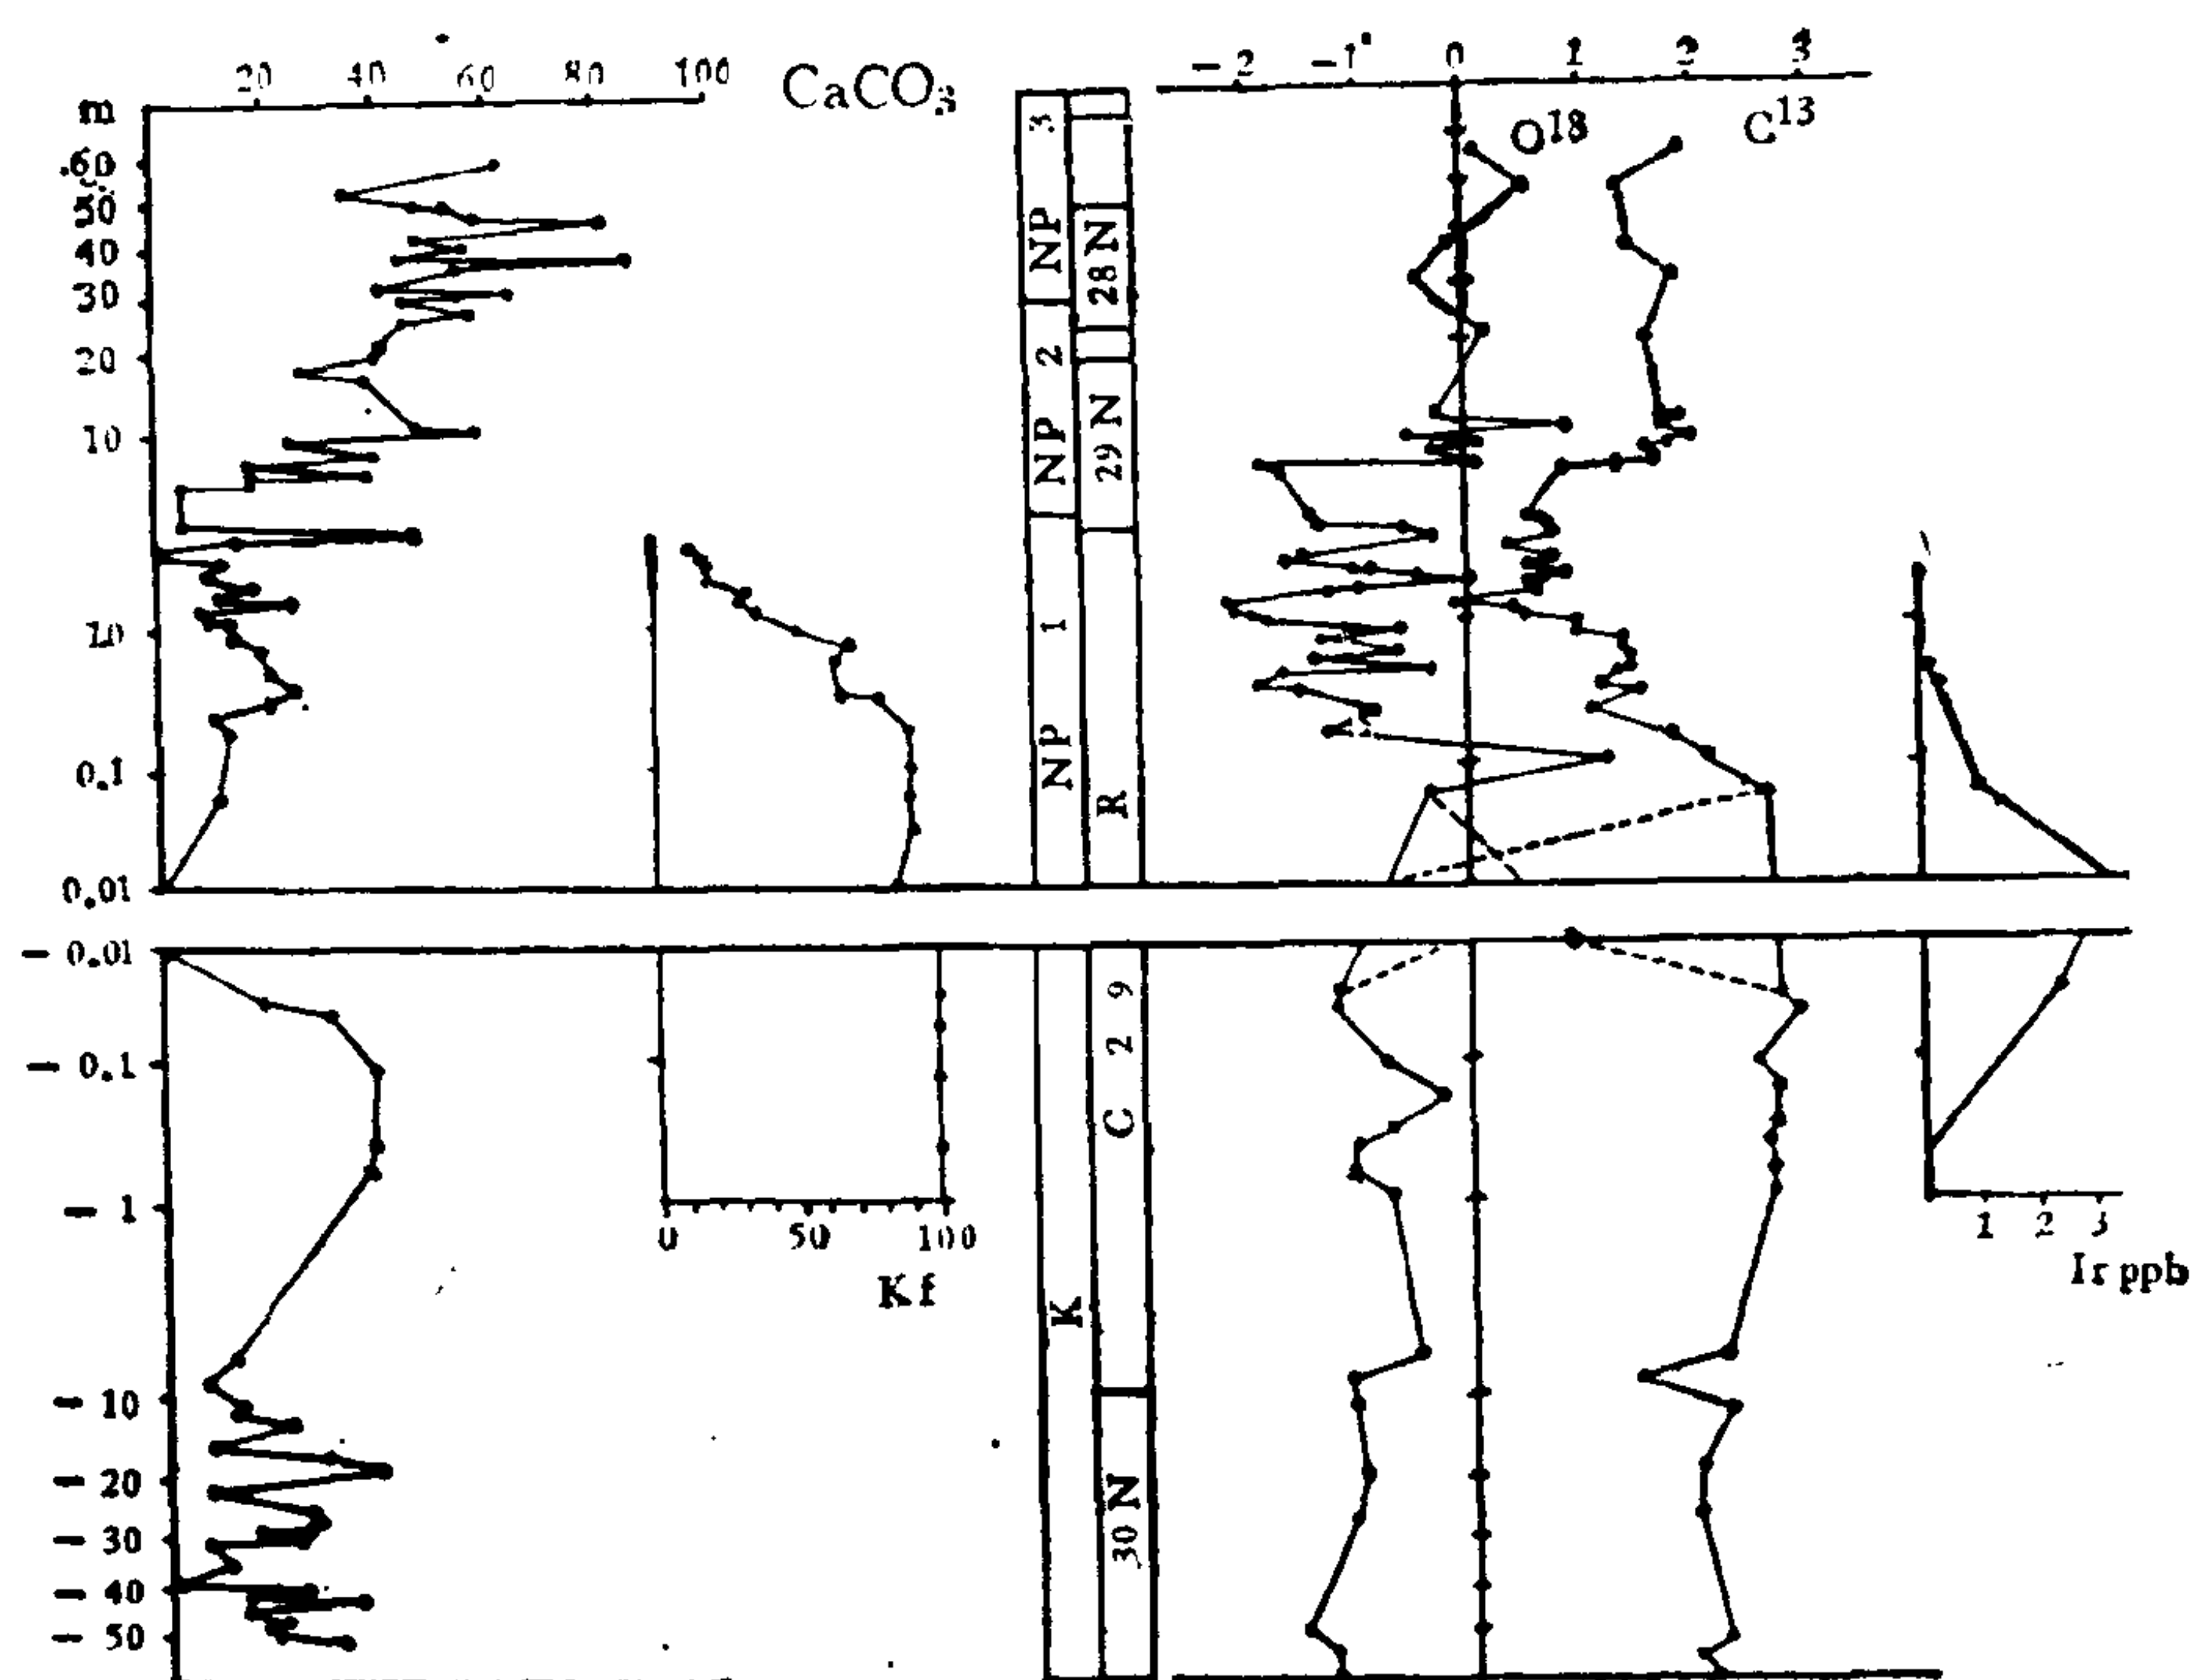 20 40 60 80 100 CaCO₃
m
60
50
40
30
20
10
1.0
0.1
0.01
- 0.01
- 0.1
- 1
- 10
- 20
- 30
- 40
- 50
0 50 100
Kf
NP 3
NP 2
NP 1
K
28 N
29 N
R
C 29
30 N
-2 -1 0 1 2 3
O¹⁸ C¹³
1 2 3
Ir ppb